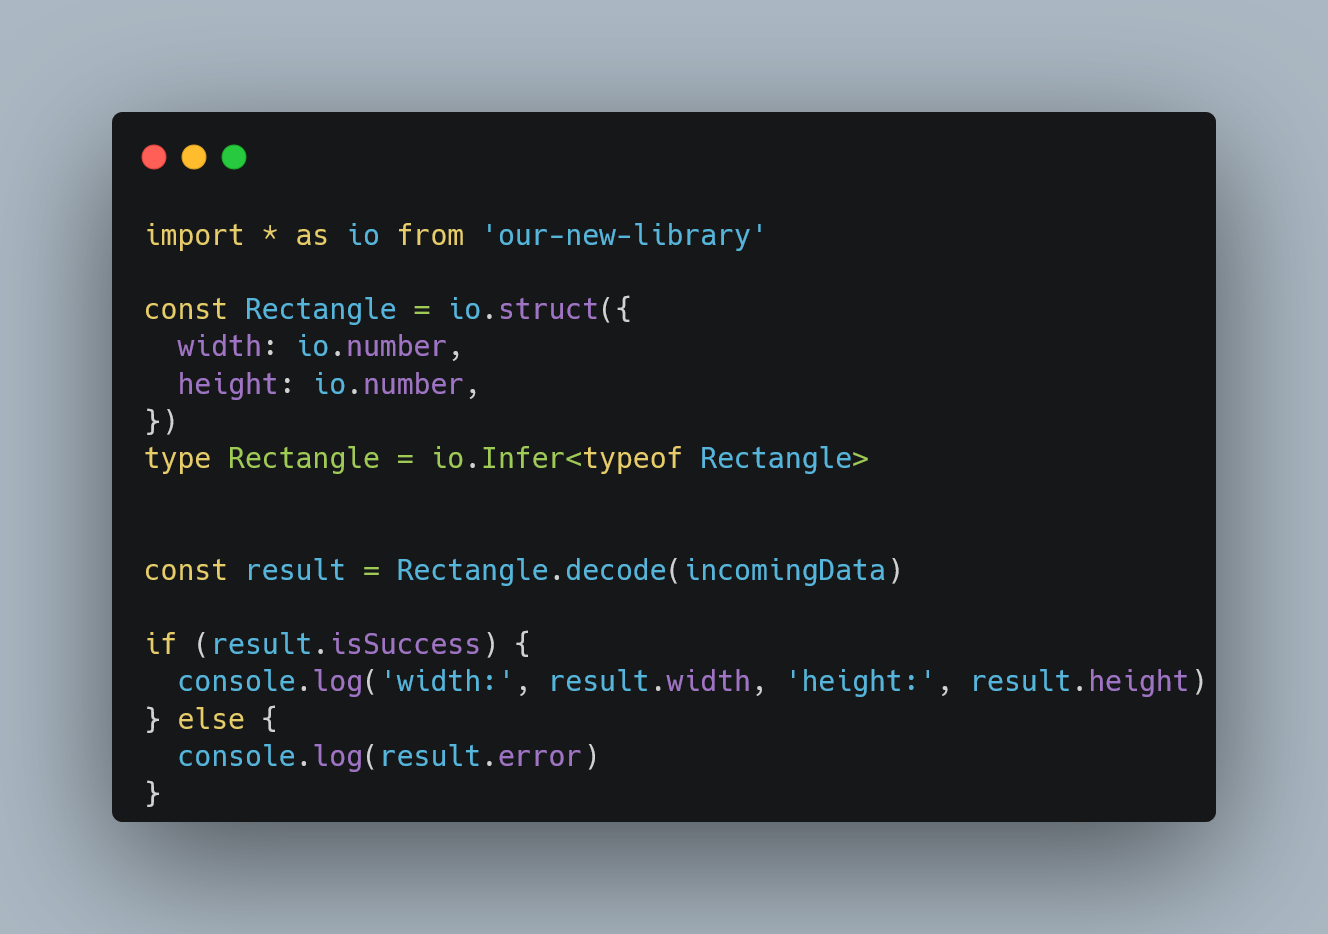 import * as io from 'our-new-library'
const Rectangle = io.struct({
  width: io.number,
  height: io.number,
})
type Rectangle = io.Infer<typeof Rectangle>
const result = Rectangle.decode(incomingData)
if (result.isSuccess) {
  console.log('width:', result.width, 'height:', result.height)
} else {
  console.log(result.error)
}